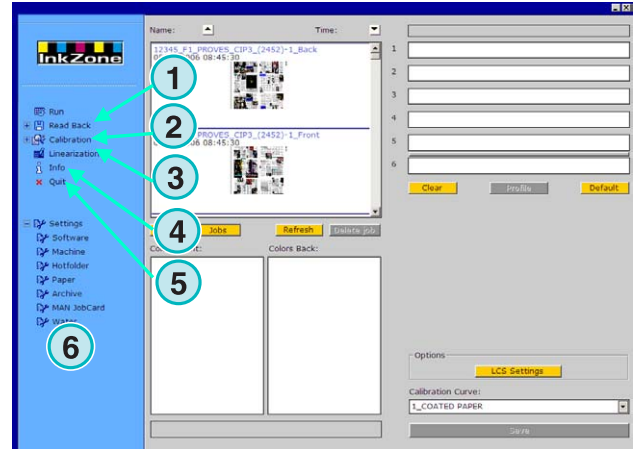 InkZone
Run
Read Back
Calibration
Linearization
Info
Quit
Settings
Software
Machine
Hotfolder
Paper
Archive
MAN JobCard
Water
1
2
3
4
5
6
Name: Time:
12345_F1_PROVES_CIP3_(2452)-1_Back
2006 08:45:30
PROVES_CIP3_(2452)-1_Front
2006 08:45:30
Jobs Refresh Delete job
Colors Back:
1
2
3
4
5
6
Clear Profile Default
Options
LCS Settings
Calibration Curve:
1_COATED PAPER
Save